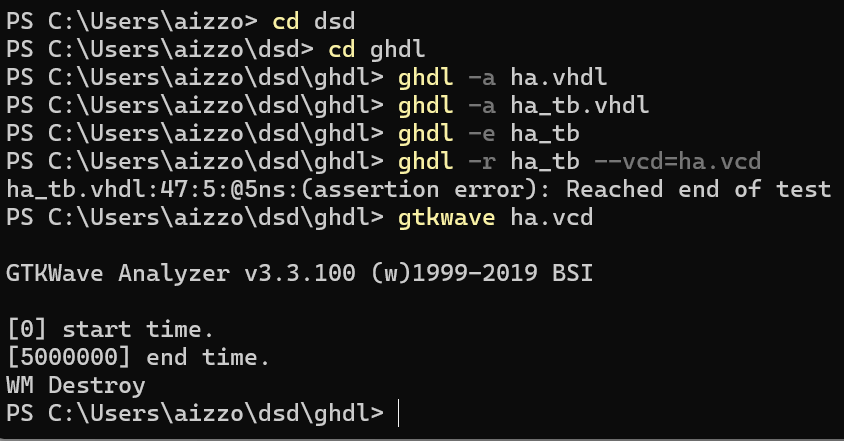 PS C:\Users\aizzo> cd dsd
PS C:\Users\aizzo\dsd> cd ghdl
PS C:\Users\aizzo\dsd\ghdl> ghdl -a ha.vhdl
PS C:\Users\aizzo\dsd\ghdl> ghdl -a ha_tb.vhdl
PS C:\Users\aizzo\dsd\ghdl> ghdl -e ha_tb
PS C:\Users\aizzo\dsd\ghdl> ghdl -r ha_tb --vcd=ha.vcd
ha_tb.vhdl:47:5:@5ns:(assertion error): Reached end of test
PS C:\Users\aizzo\dsd\ghdl> gtkwave ha.vcd
GTKWave Analyzer v3.3.100 (w)1999-2019 BSI
[0] start time.
[5000000] end time.
WM Destroy
PS C:\Users\aizzo\dsd\ghdl>